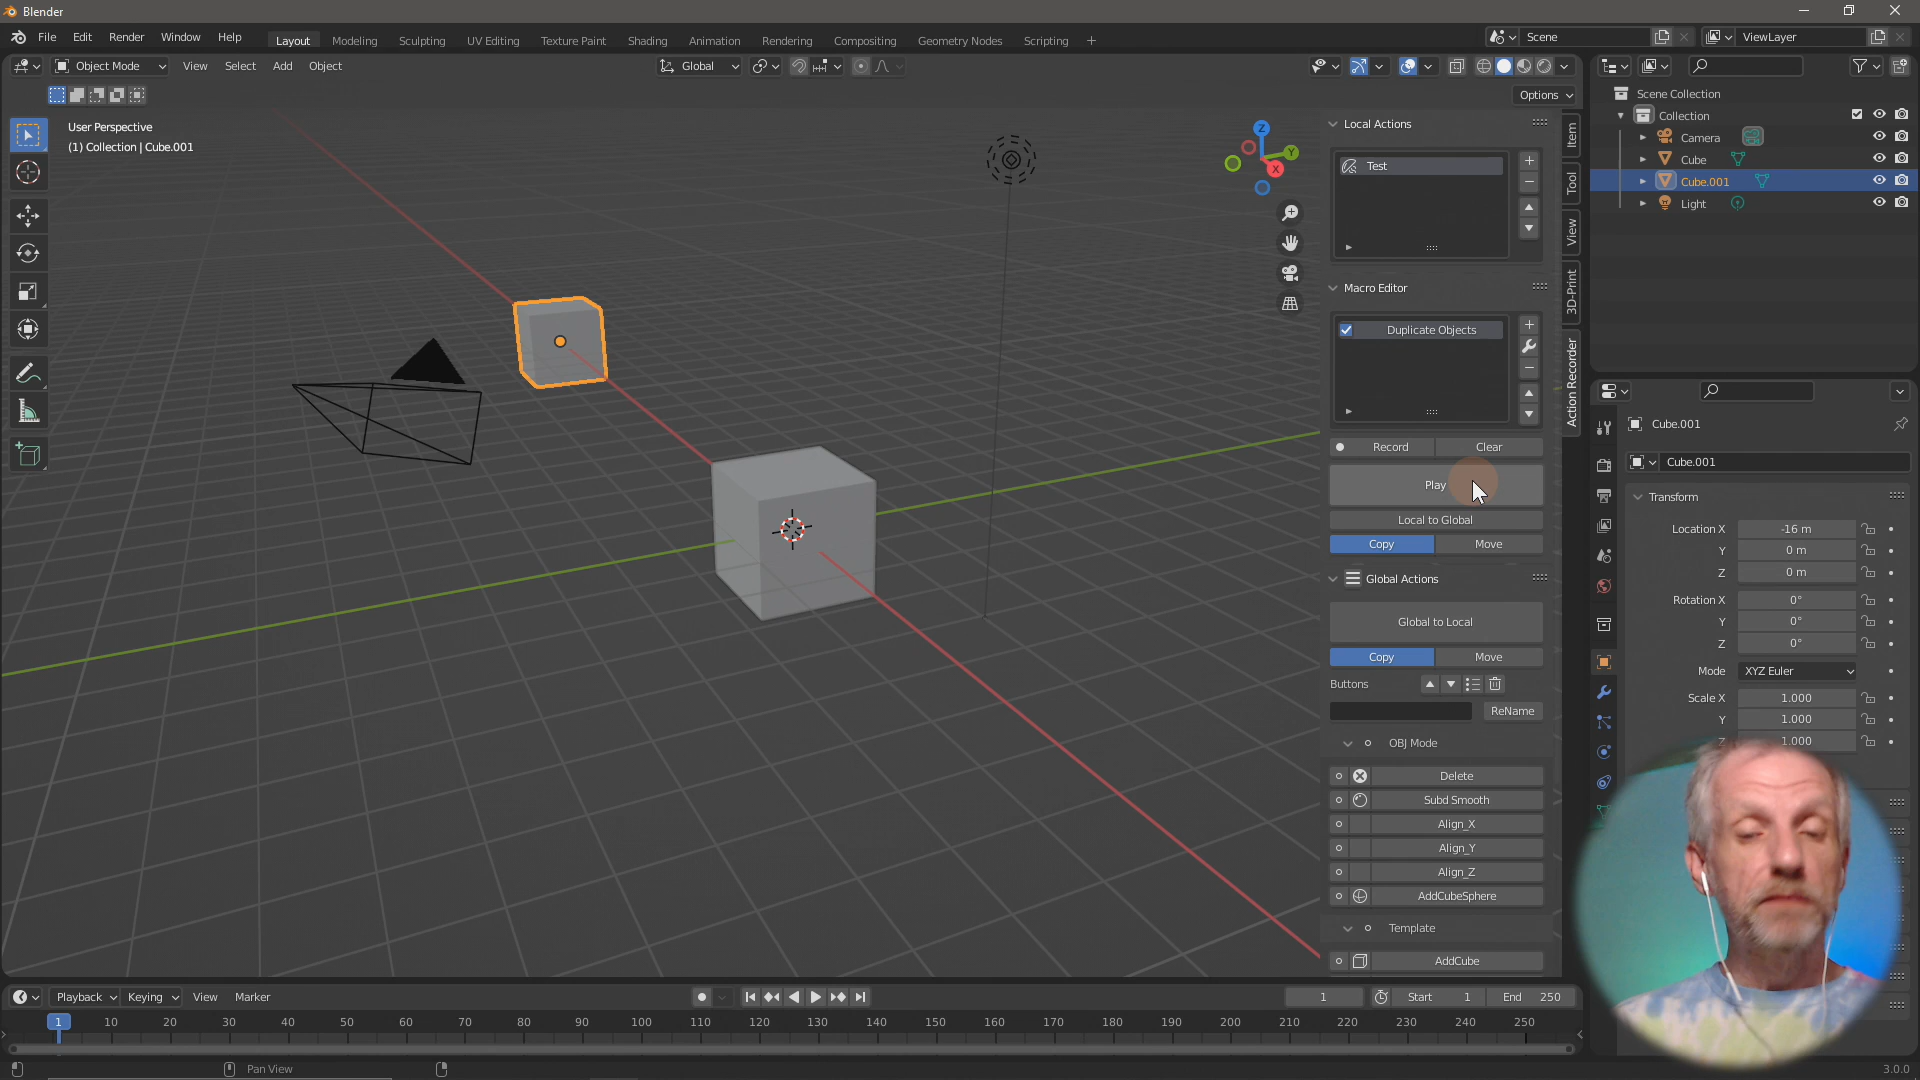 Blender
File Edit Render Window Help
Layout Modeling Sculpting UV Editing Texture Paint Shading Animation Rendering Compositing Geometry Nodes Scripting +
Scene
ViewLayer
Object Mode View Select Add Object
Global
Options
User Perspective
(1) Collection | Cube.001
Z
Y
X
Local Actions
Test
Macro Editor
Duplicate Objects
Record Clear
Play
Local to Global
Copy Move
Global Actions
Global to Local
Copy Move
Buttons
ReName
OBJ Mode
Delete
Subd Smooth
Align_X
Align_Y
Align_Z
AddCubeSphere
Template
AddCube
Item
Tool
View
3D-Print
Action Recorder
Scene Collection
Collection
Camera
Cube
Cube.001
Light
Cube.001
Cube.001
Transform
Location X -16 m
Y 0 m
Z 0 m
Rotation X 0°
Y 0°
Z 0°
Mode XYZ Euler
Scale X 1.000
Y 1.000
Z 1.000
Playback Keying View Marker
1
Start 1
End 250
1 10 20 30 40 50 60 70 80 90 100 110 120 130 140 150 160 170 180 190 200 210 220 230 240 250
Pan View
3.0.0